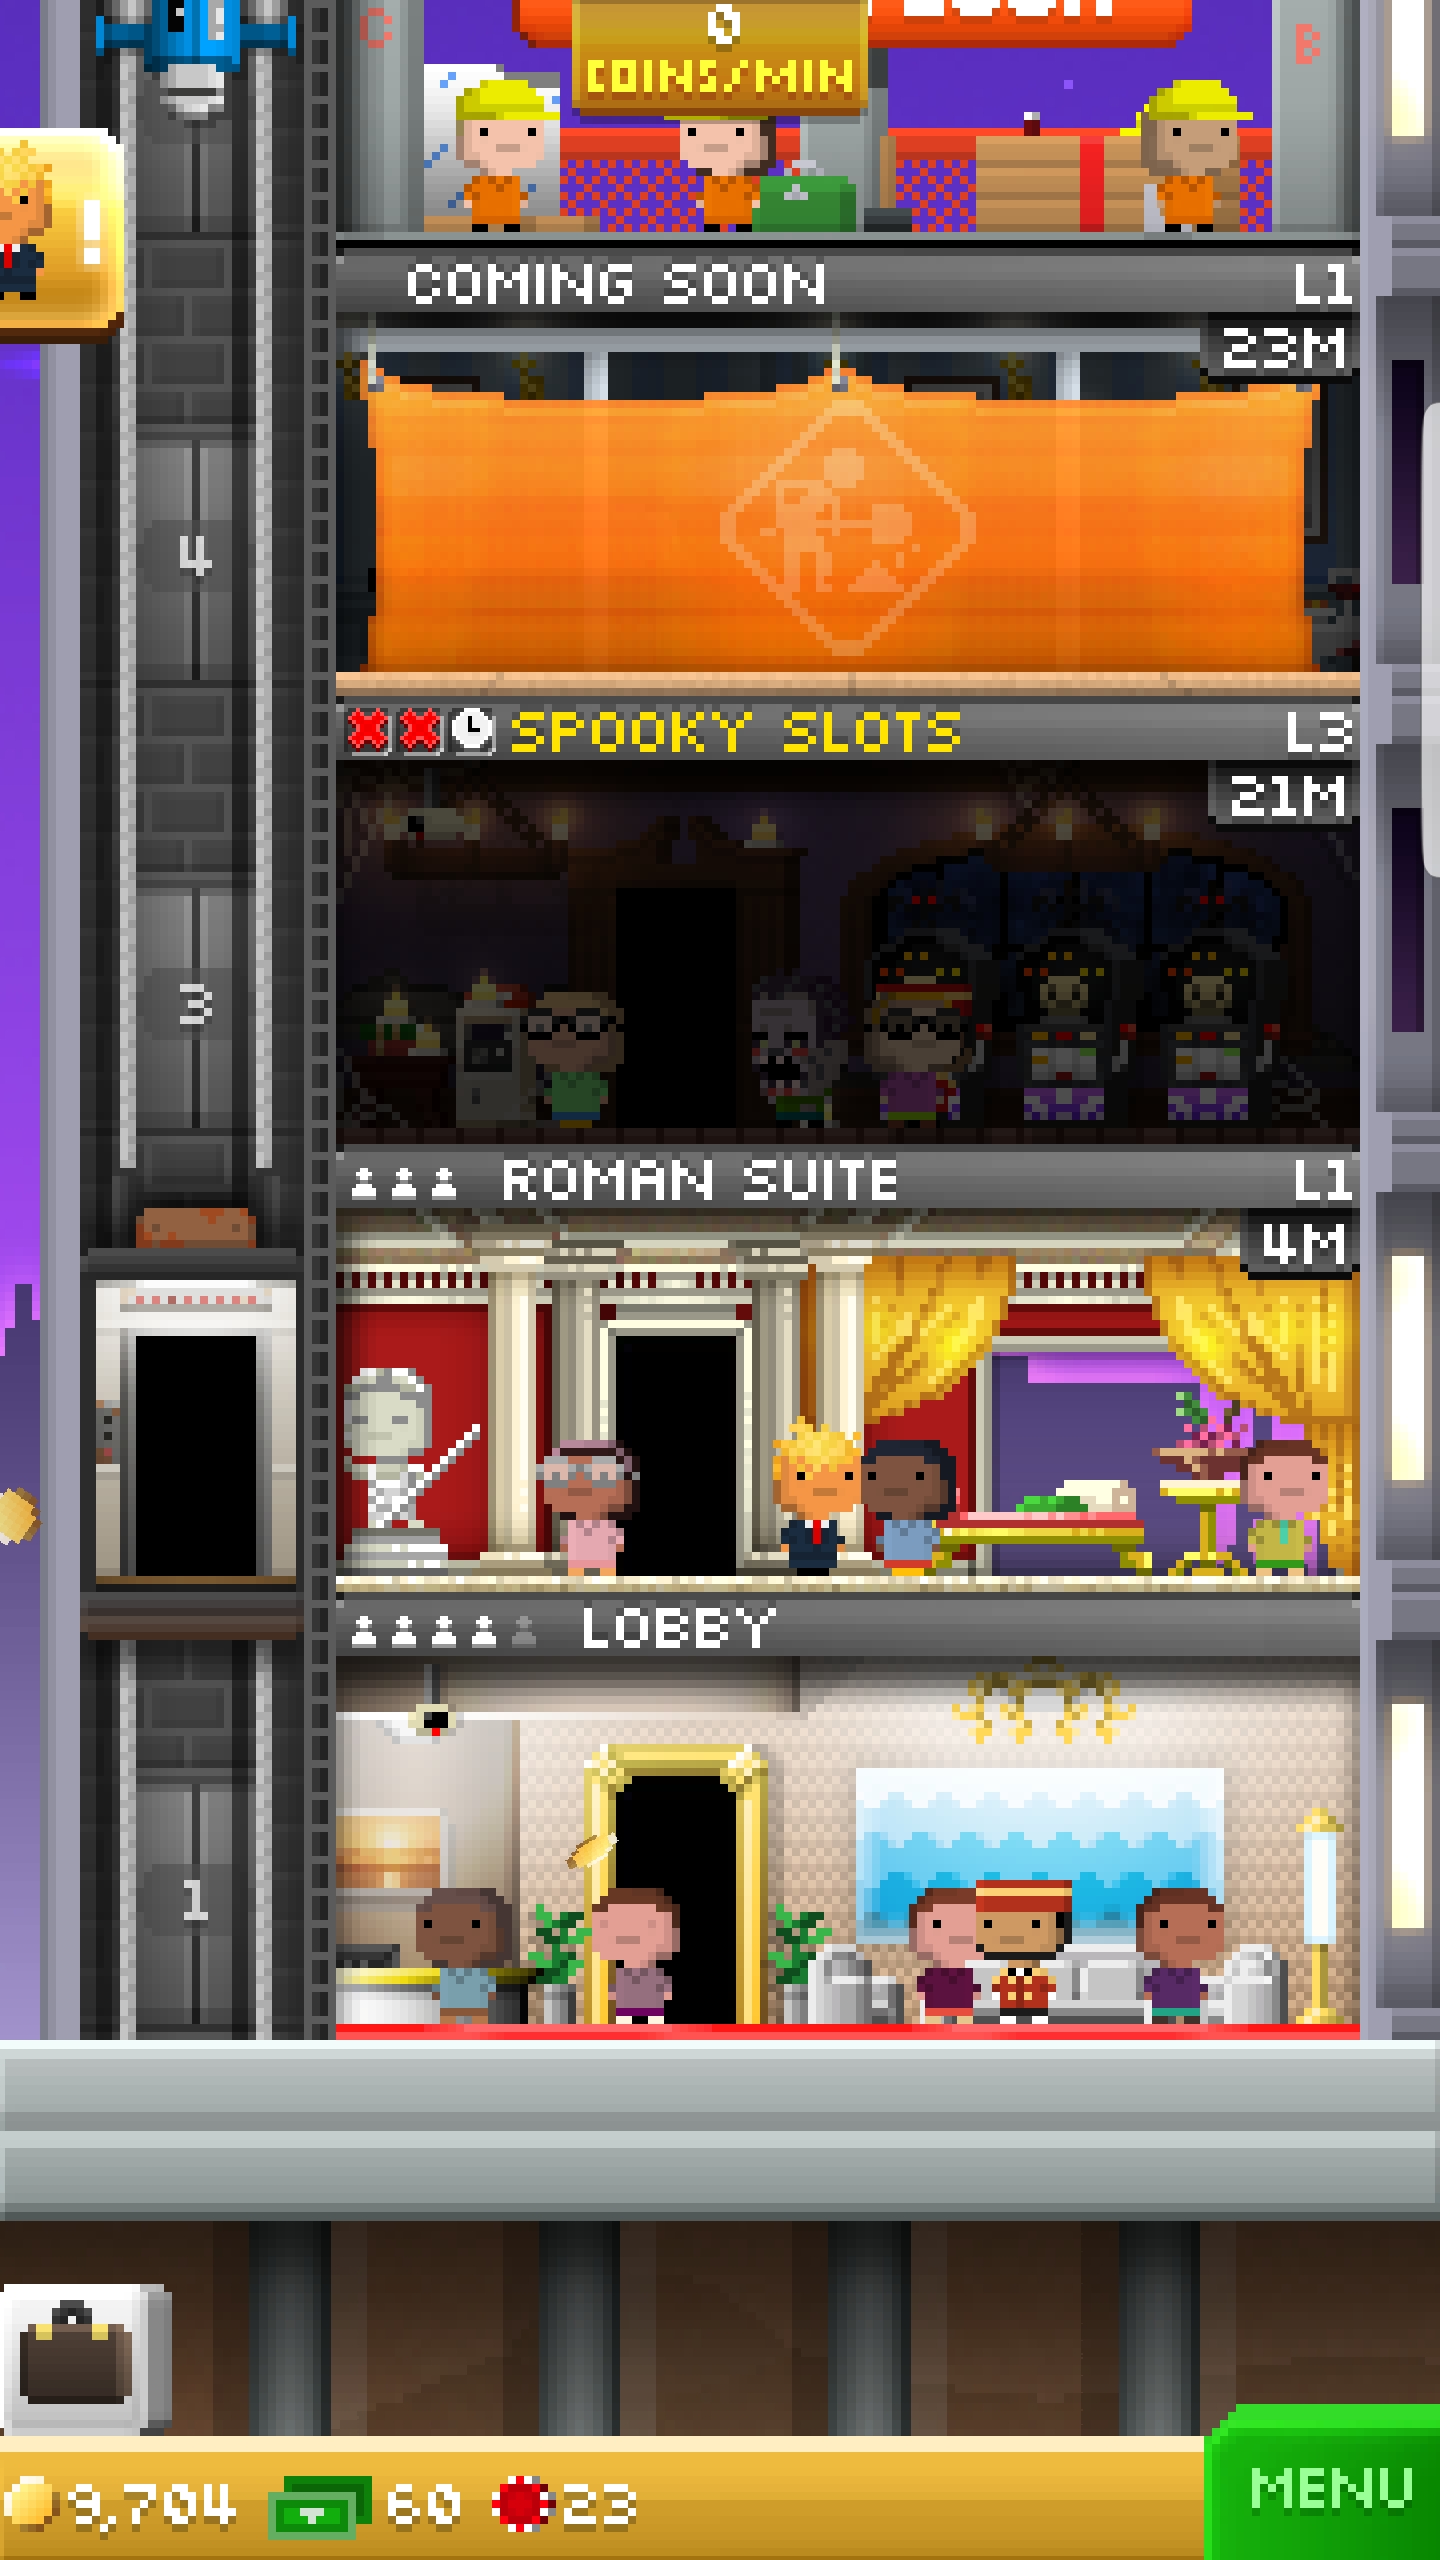 C
0
COINS/MIN
B
COMING SOON L1
23M
4
SPOOKY SLOTS L3
21M
3
ROMAN SUITE L1
4M
LOBBY
1
9,704 60 23
MENU